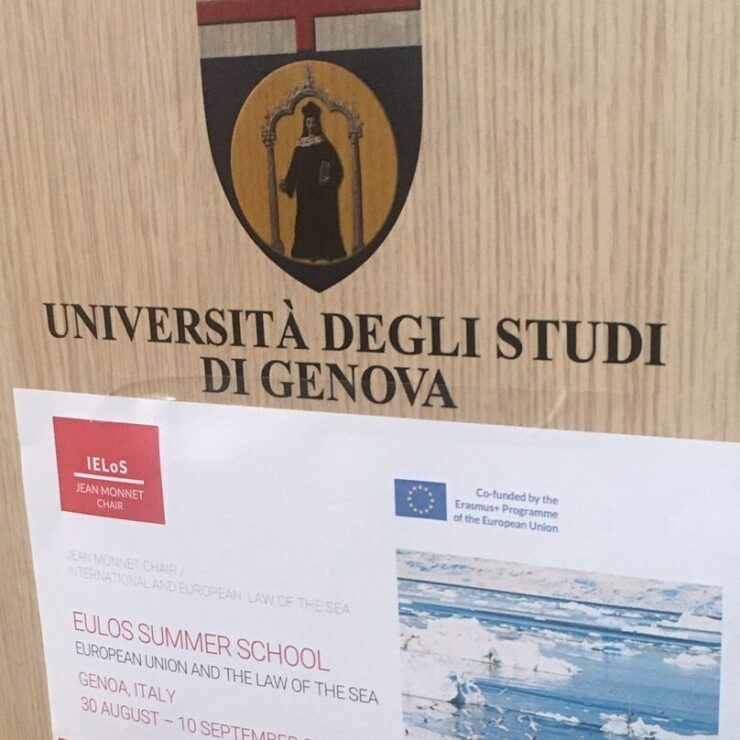 UNIVERSITÀ DEGLI STUDI
DI GENOVA
IELoS
JEAN MONNET
CHAIR
Co-funded by the
Erasmus+ Programme
of the European Union
JEAN MONNET CHAIR /
INTERNATIONAL AND EUROPEAN LAW OF THE SEA
EULOS SUMMER SCHOOL
EUROPEAN UNION AND THE LAW OF THE SEA
GENOA, ITALY
30 AUGUST – 10 SEPTEMBER